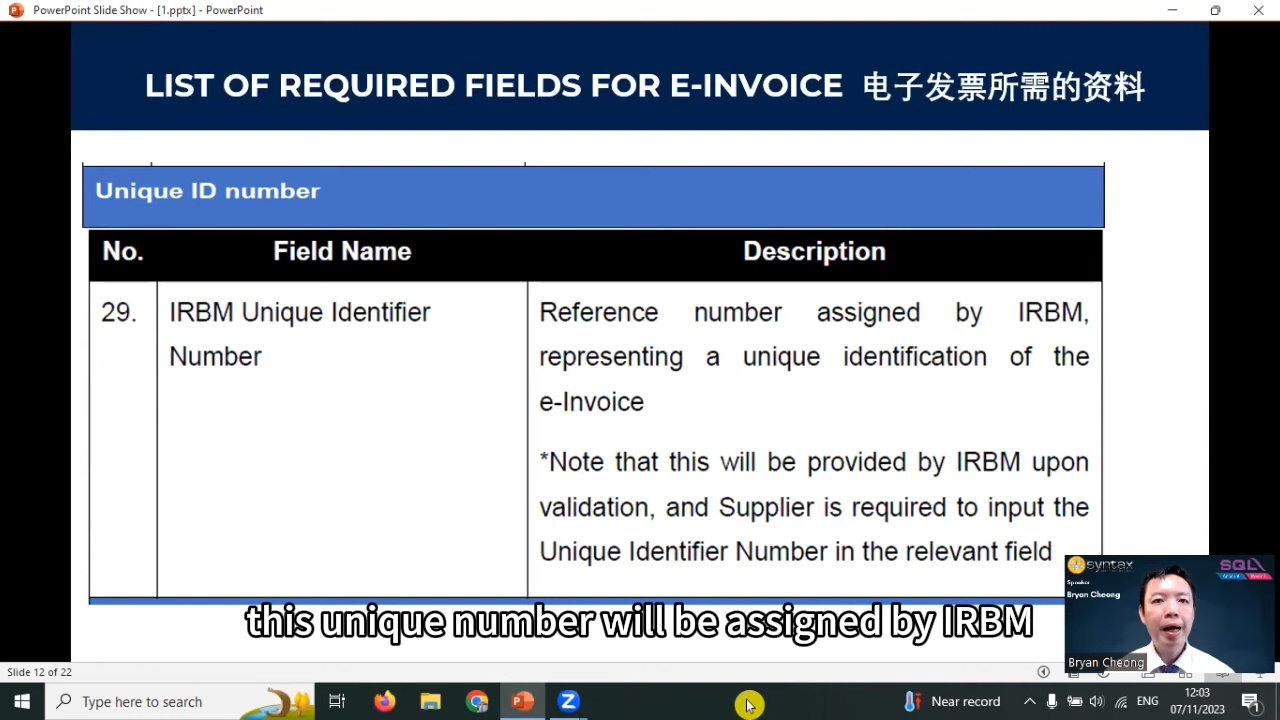 PowerPoint Slide Show - [1.pptx] - PowerPoint
LIST OF REQUIRED FIELDS FOR E-INVOICE 电子发票所需的资料
Unique ID number
No. Field Name Description
29. IRBM Unique Identifier Number
Reference number assigned by IRBM,
representing a unique identification of the
e-Invoice
*Note that this will be provided by IRBM upon
validation, and Supplier is required to input the
Unique Identifier Number in the relevant field
this unique number will be assigned by IRBM
syntax
SQL
Speaker
Bryan Cheong
Bryan Cheong
Slide 12 of 22
Type here to search
Near record
ENG
12:03
07/11/2023
1